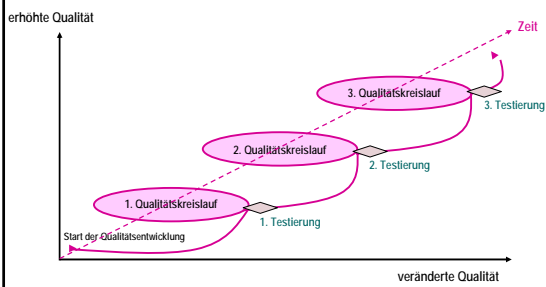 erhöhte Qualität
Zeit
3. Qualitätskreislauf
3. Testierung
2. Qualitätskreislauf
2. Testierung
1. Qualitätskreislauf
1. Testierung
Start der Qualitätsentwicklung
veränderte Qualität